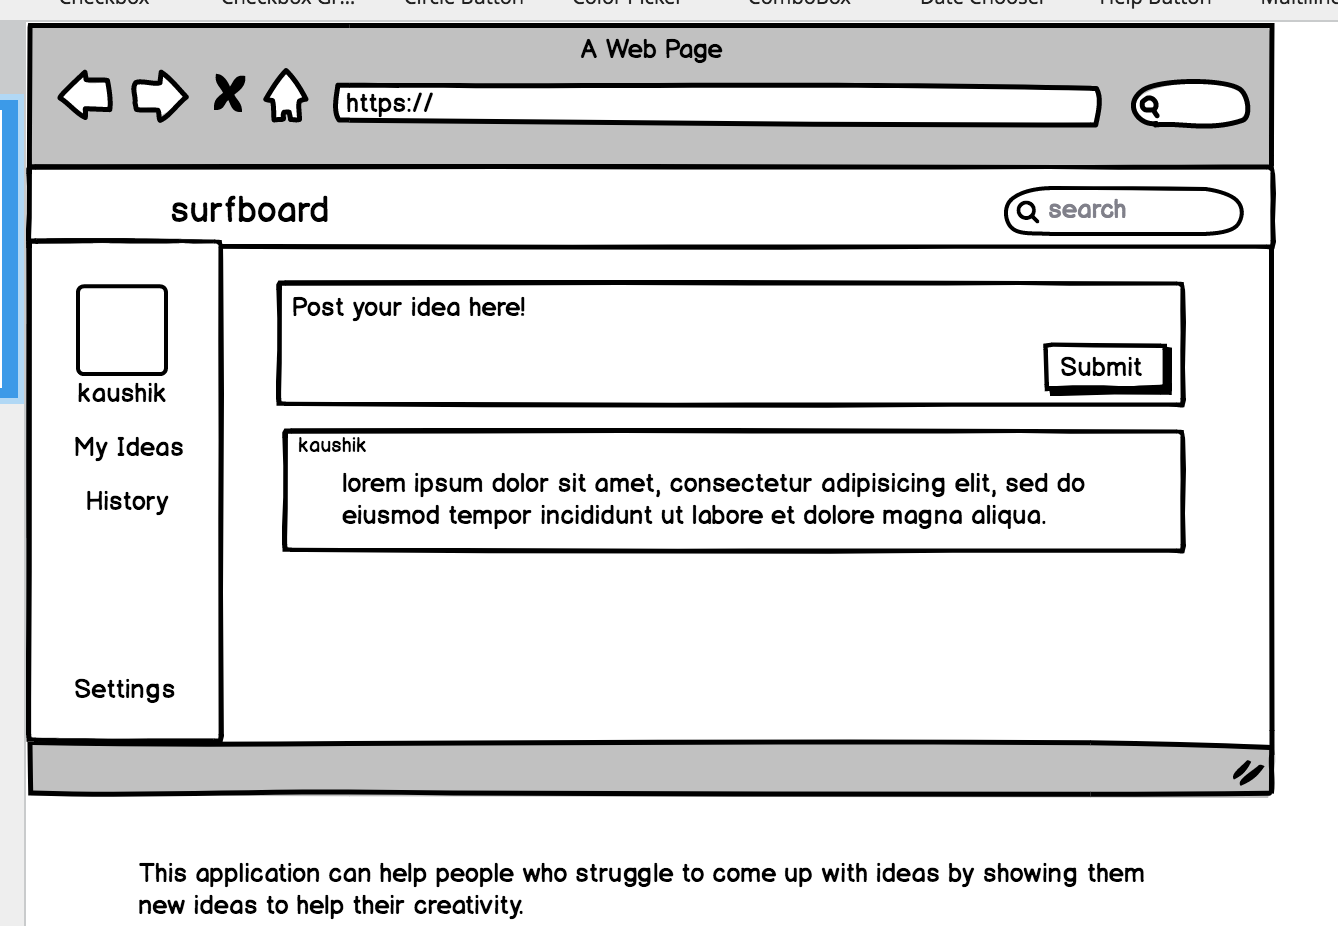 Checkbox
Checkbox Gr...
Circle Button
Color Picker
ComboBox
Date Chooser
Help Button
A Web Page
https://
surfboard
search
Post your idea here!
Submit
kaushik
My Ideas
History
Settings
kaushik
lorem ipsum dolor sit amet, consectetur adipisicing elit, sed do
eiusmod tempor incididunt ut labore et dolore magna aliqua.
This application can help people who struggle to come up with ideas by showing them
new ideas to help their creativity.